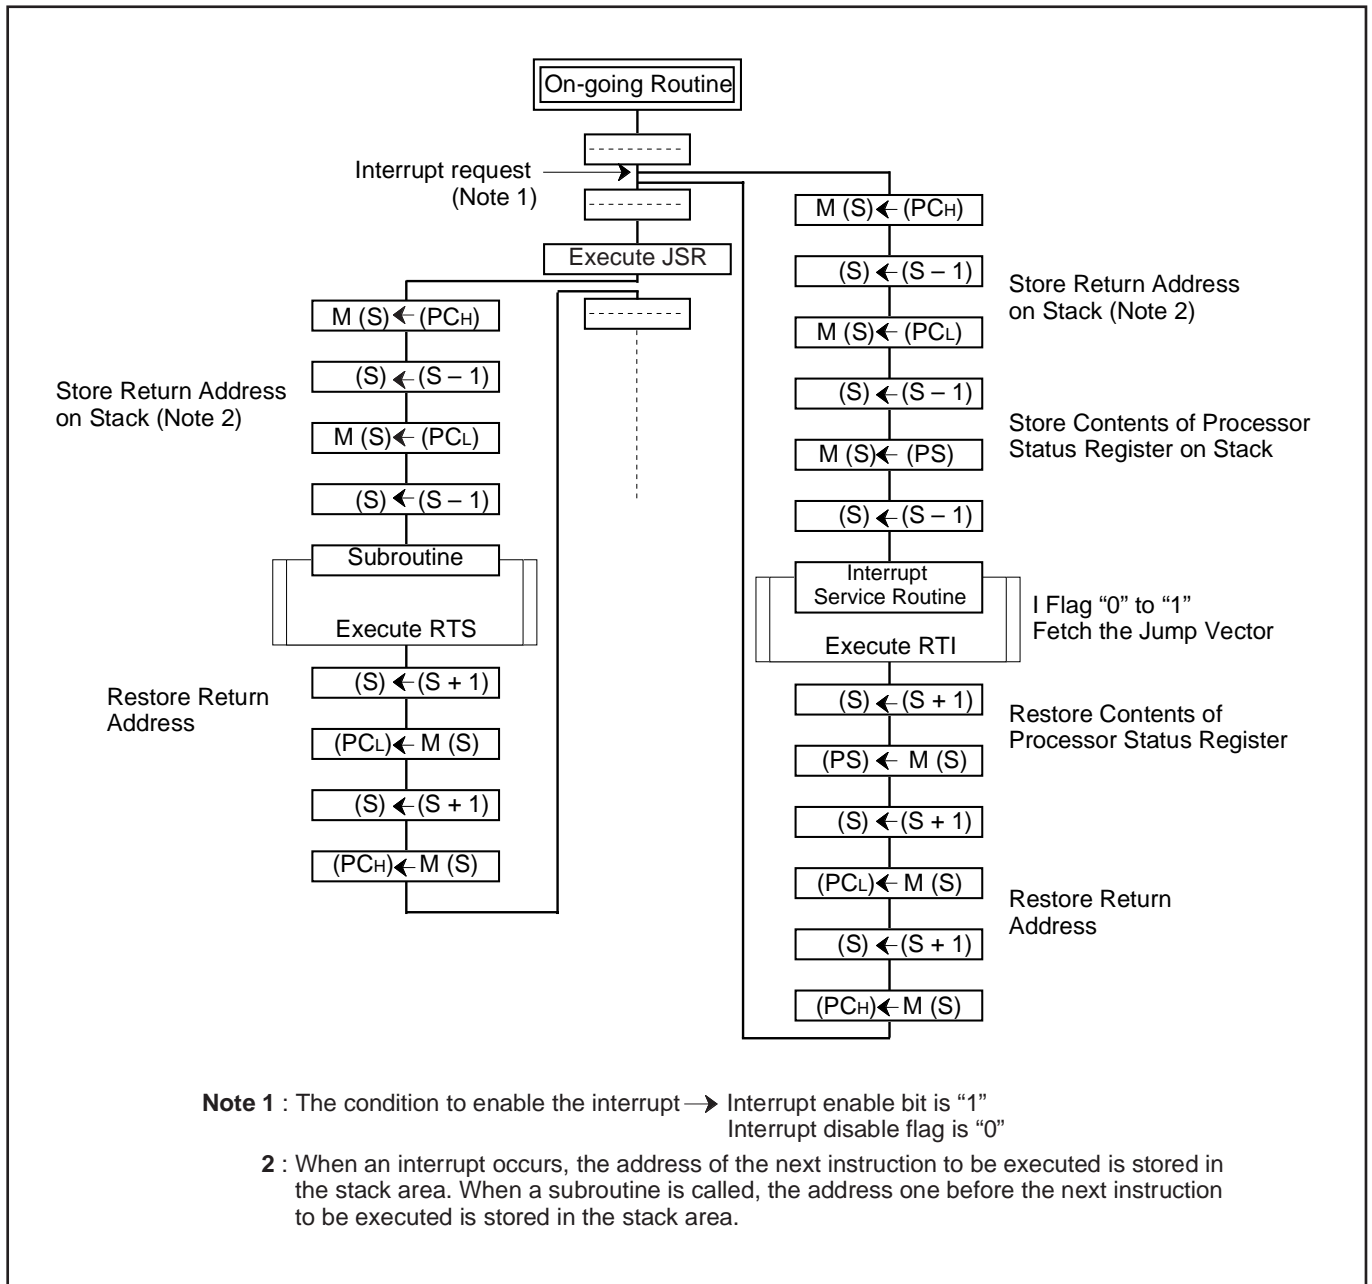 On-going Routine
Interrupt request
(Note 1)
Execute JSR
M (S) ← (PCH)
(S) ← (S – 1)
M (S) ← (PCL)
(S) ← (S – 1)
Store Return Address
on Stack (Note 2)
Subroutine
Execute RTS
(S) ← (S + 1)
(PCL) ← M (S)
(S) ← (S + 1)
(PCH) ← M (S)
Restore Return
Address
M (S) ← (PCH)
(S) ← (S – 1)
M (S) ← (PCL)
(S) ← (S – 1)
M (S) ← (PS)
(S) ← (S – 1)
Store Return Address
on Stack (Note 2)
Store Contents of Processor
Status Register on Stack
Interrupt
Service Routine
Execute RTI
I Flag “0” to “1”
Fetch the Jump Vector
(S) ← (S + 1)
(PS) ← M (S)
(S) ← (S + 1)
(PCL) ← M (S)
(S) ← (S + 1)
(PCH) ← M (S)
Restore Contents of
Processor Status Register
Restore Return
Address
Note 1 : The condition to enable the interrupt → Interrupt enable bit is “1”
Interrupt disable flag is “0”
2 : When an interrupt occurs, the address of the next instruction to be executed is stored in
the stack area. When a subroutine is called, the address one before the next instruction
to be executed is stored in the stack area.